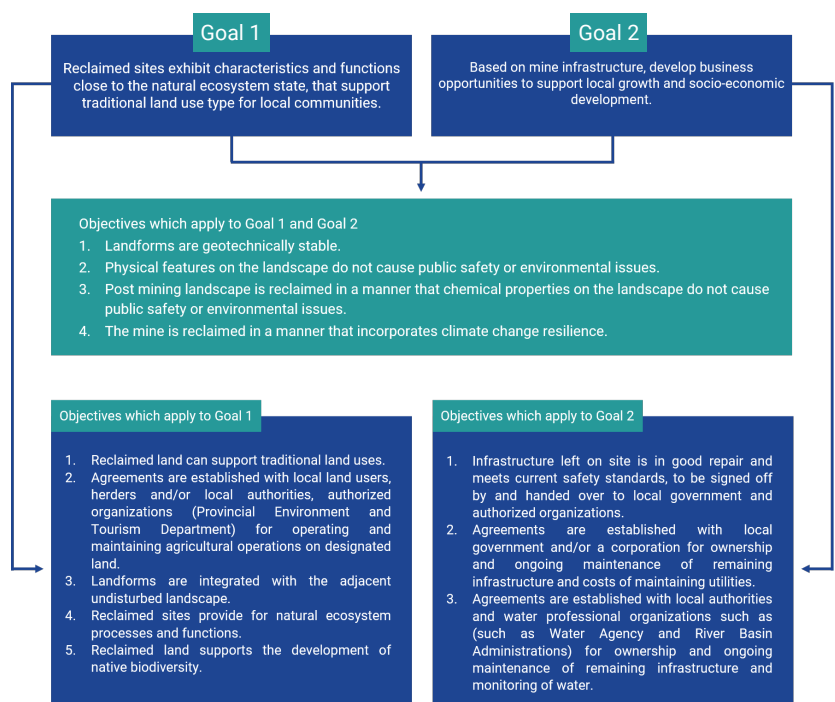 Goal 1
Reclaimed sites exhibit characteristics and functions
close to the natural ecosystem state, that support
traditional land use type for local communities.
Goal 2
Based on mine infrastructure, develop business
opportunities to support local growth and socio-economic
development.
Objectives which apply to Goal 1 and Goal 2
1. Landforms are geotechnically stable.
2. Physical features on the landscape do not cause public safety or environmental issues.
3. Post mining landscape is reclaimed in a manner that chemical properties on the landscape do not cause
public safety or environmental issues.
4. The mine is reclaimed in a manner that incorporates climate change resilience.
Objectives which apply to Goal 1
1. Reclaimed land can support traditional land uses.
2. Agreements are established with local land users,
herders and/or local authorities, authorized
organizations (Provincial Environment and
Tourism Department) for operating and
maintaining agricultural operations on designated
land.
3. Landforms are integrated with the adjacent
undisturbed landscape.
4. Reclaimed sites provide for natural ecosystem
processes and functions.
5. Reclaimed land supports the development of
native biodiversity.
Objectives which apply to Goal 2
1. Infrastructure left on site is in good repair and
meets current safety standards, to be signed off
by and handed over to local government and
authorized organizations.
2. Agreements are established with local
government and/or a corporation for ownership
and ongoing maintenance of remaining
infrastructure and costs of maintaining utilities.
3. Agreements are established with local authorities
and water professional organizations such as
(such as Water Agency and River Basin
Administrations) for ownership and ongoing
maintenance of remaining infrastructure and
monitoring of water.